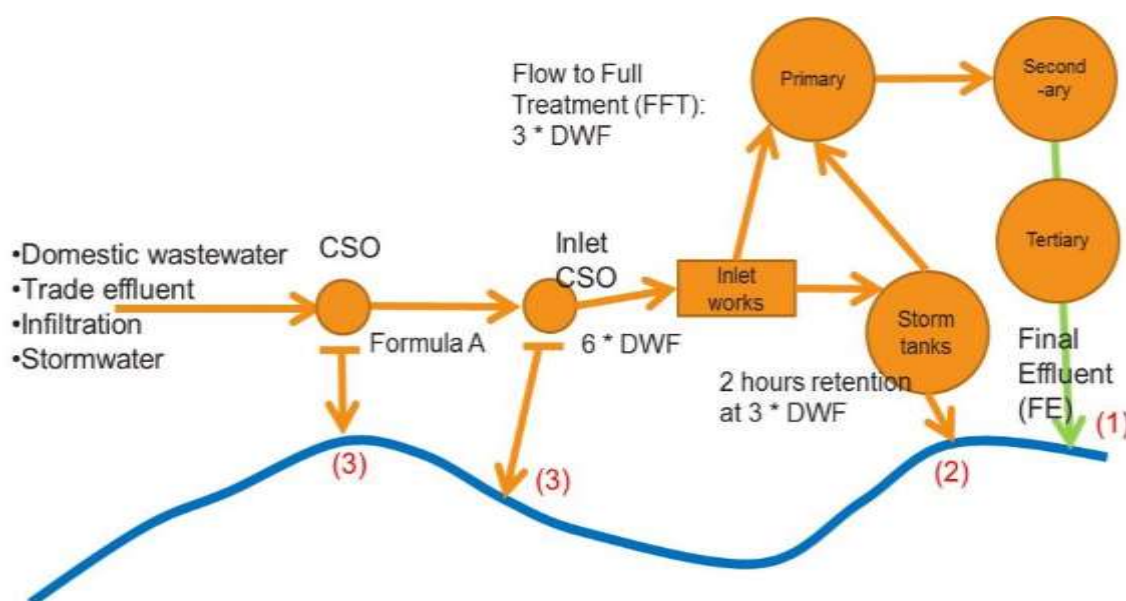 Flow to Full
Treatment (FFT):
3 * DWF
Primary
Second
-ary
•Domestic wastewater
•Trade effluent
•Infiltration
•Stormwater
CSO
Formula A
Inlet
CSO
6 * DWF
Inlet
works
Storm
tanks
2 hours retention
at 3 * DWF
Tertiary
Final
Effluent
(FE)
(1)
(2)
(3)
(3)